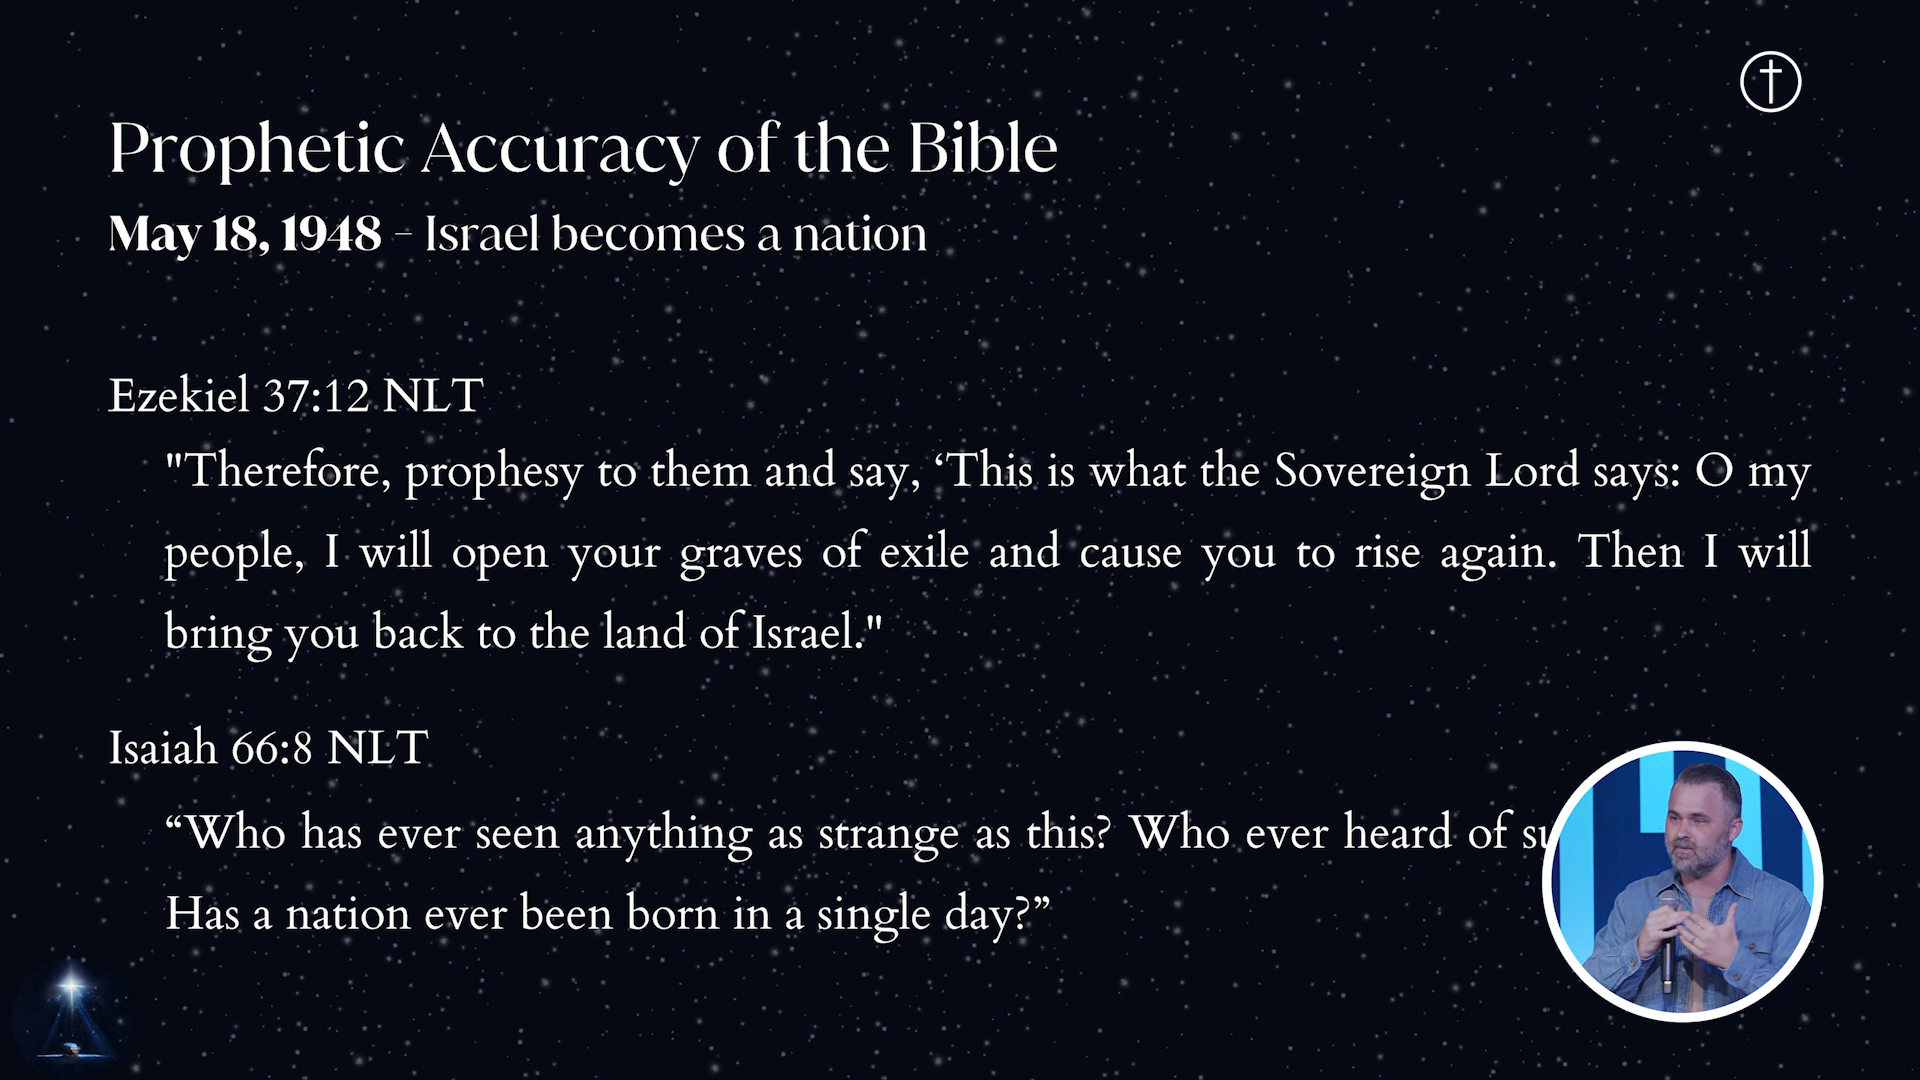 Prophetic Accuracy of the Bible
May 18, 1948 – Israel becomes a nation
Ezekiel 37:12 NLT
"Therefore, prophesy to them and say, ‘This is what the Sovereign Lord says: O my
people, I will open your graves of exile and cause you to rise again. Then I will
bring you back to the land of Israel."
Isaiah 66:8 NLT
“Who has ever seen anything as strange as this? Who ever heard of
Has a nation ever been born in a single day?”